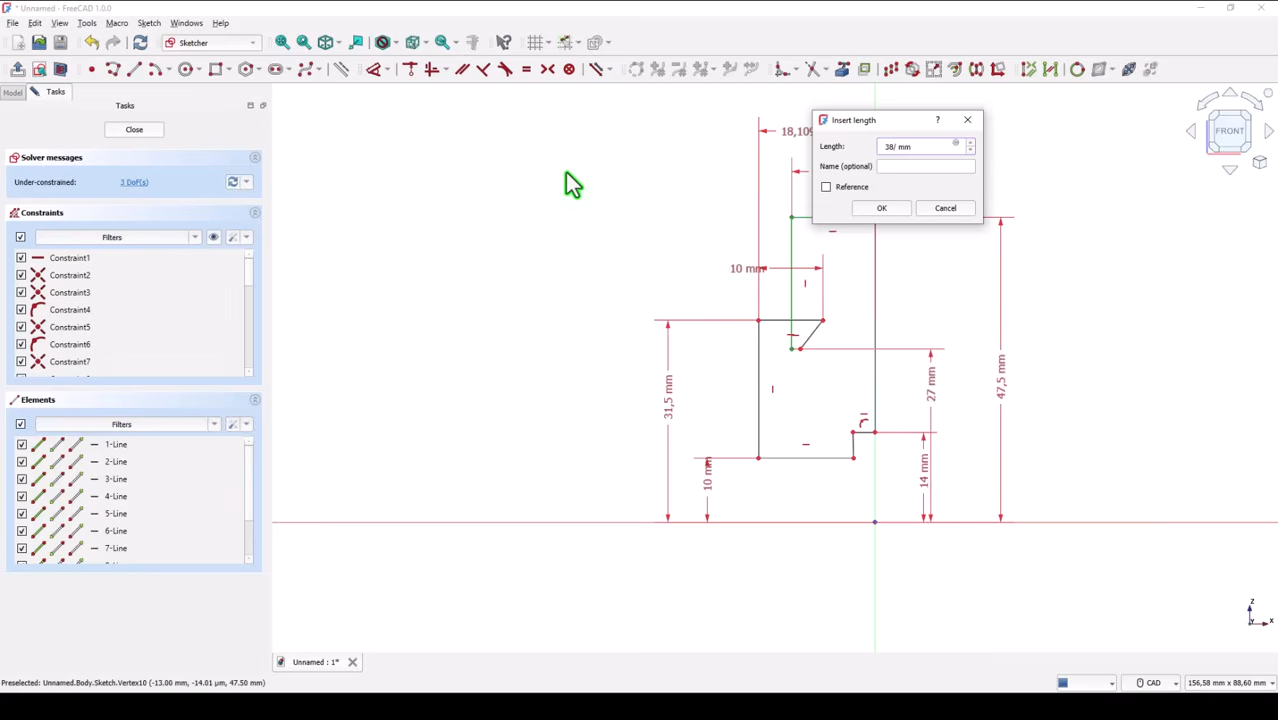 * Unnamed - FreeCAD 1.0.0
File Edit View Tools Macro Sketch Windows Help
Sketcher
Model Tasks
Tasks
Close
Solver messages
Under-constrained: 3 DoF(s)
Constraints
Filters
Constraint1
Constraint2
Constraint3
Constraint4
Constraint5
Constraint6
Constraint7
Elements
Filters
1-Line
2-Line
3-Line
4-Line
5-Line
6-Line
7-Line
Insert length
?
Length: 38/ mm
Name (optional)
Reference
OK Cancel
18,109
10 mm
31,5 mm
27 mm
47,5 mm
10 mm
14 mm
FRONT
Z
Y
X
Unnamed : 1*
Preselected: Unnamed.Body.Sketch.Vertex10 (-13.00 mm, -14.01 μm, 47.50 mm)
CAD
156,58 mm × 88,60 mm